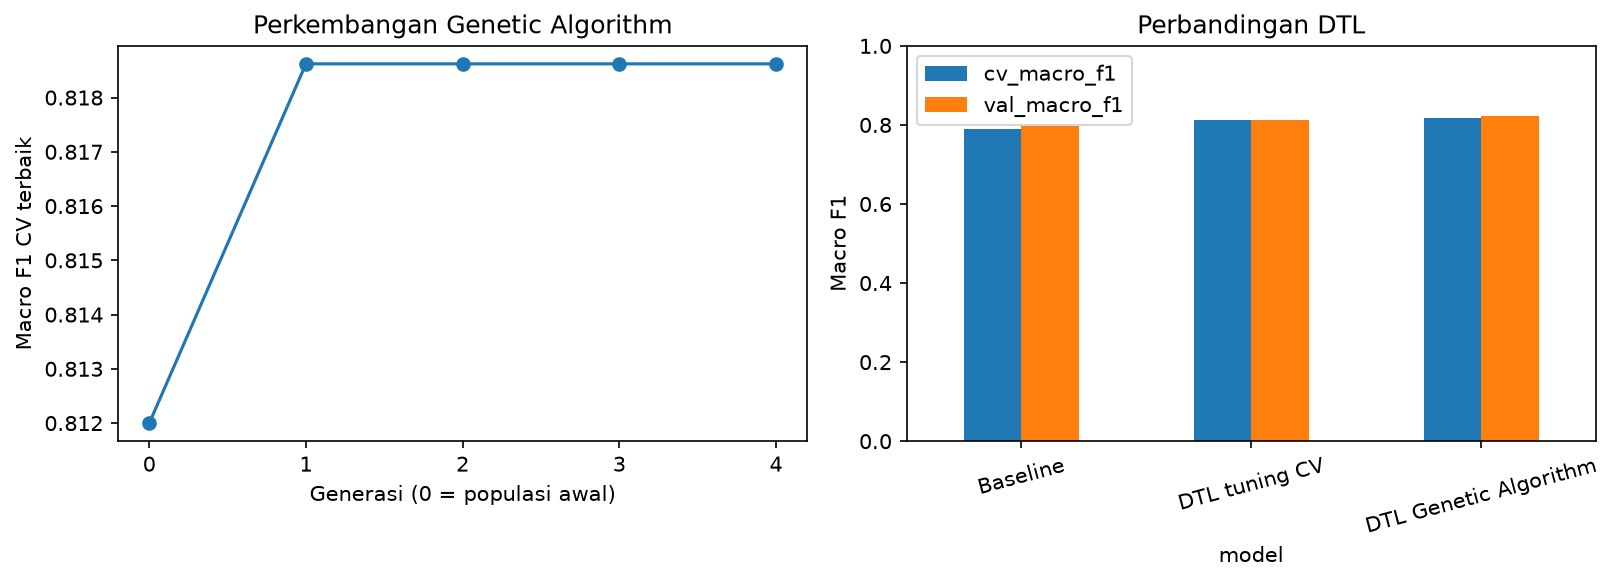 Perkembangan Genetic Algorithm
0.818
0.817
0.816
0.815
0.814
0.813
0.812
Macro F1 CV terbaik
0 1 2 3 4
Generasi (0 = populasi awal)
Perbandingan DTL
cv_macro_f1
val_macro_f1
1.0
0.8
0.6
0.4
0.2
0.0
Macro F1
Baseline
DTL tuning CV
DTL Genetic Algorithm
model